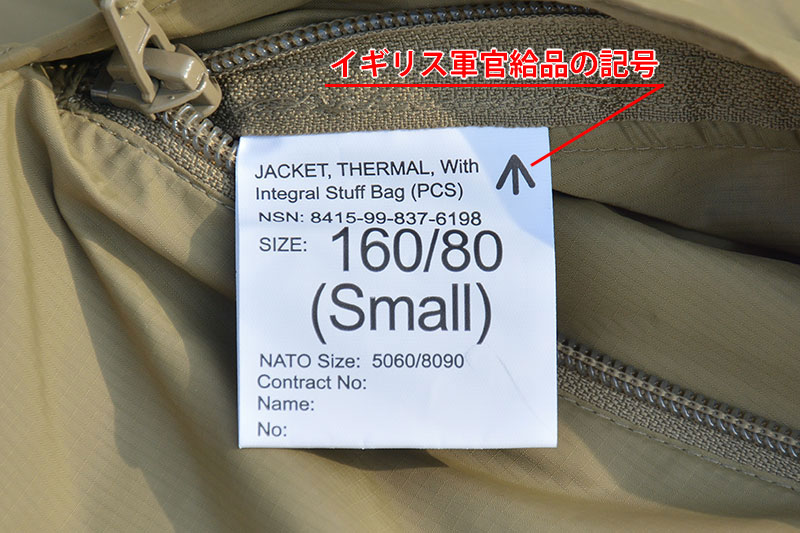 イギリス軍官給品の記号
JACKET, THERMAL, With
Integral Stuff Bag (PCS)
NSN: 8415-99-837-6198
SIZE: 160/80
(Small)
NATO Size: 5060/8090
Contract No:
Name:
No: